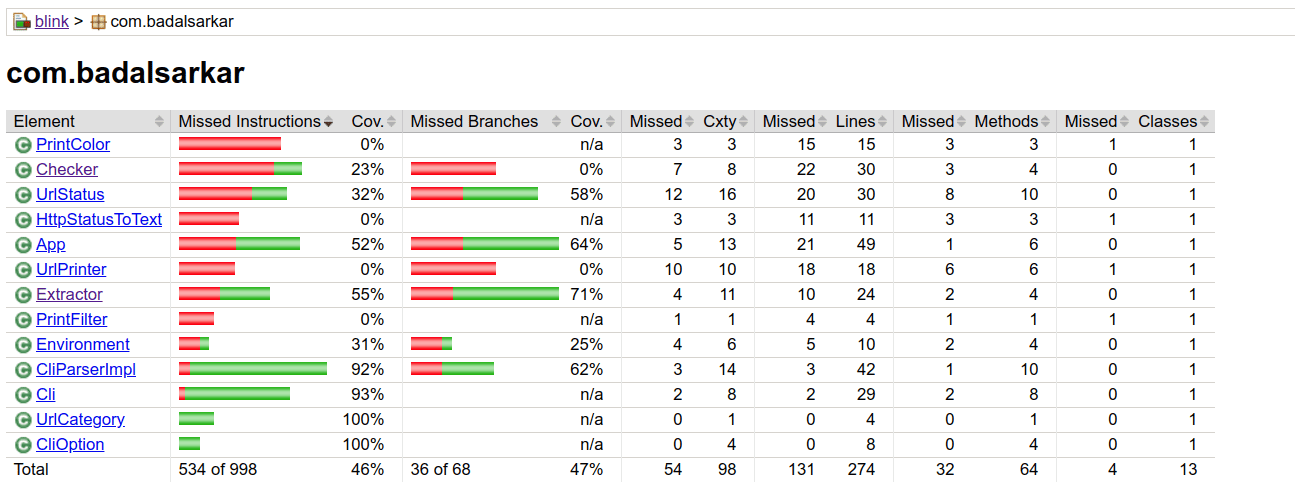 blink > com.badalsarkar
com.badalsarkar
Element Missed Instructions Cov. Missed Branches Cov. Missed Cxty Missed Lines Missed Methods Missed Classes
C PrintColor 0% n/a 3 3 15 15 3 3 1 1
C Checker 23% 0% 7 8 22 30 3 4 0 1
C UrlStatus 32% 58% 12 16 20 30 8 10 0 1
C HttpStatusToText 0% n/a 3 3 11 11 3 3 1 1
C App 52% 64% 5 13 21 49 1 6 0 1
C UrlPrinter 0% 0% 10 10 18 18 6 6 1 1
C Extractor 55% 71% 4 11 10 24 2 4 0 1
C PrintFilter 0% n/a 1 1 4 4 1 1 1 1
C Environment 31% 25% 4 6 5 10 2 4 0 1
C CliParserImpl 92% 62% 3 14 3 42 1 10 0 1
C Cli 93% n/a 2 8 2 29 2 8 0 1
C UrlCategory 100% n/a 0 1 0 4 0 1 0 1
C CliOption 100% n/a 0 4 0 8 0 4 0 1
Total 534 of 998 46% 36 of 68 47% 54 98 131 274 32 64 4 13